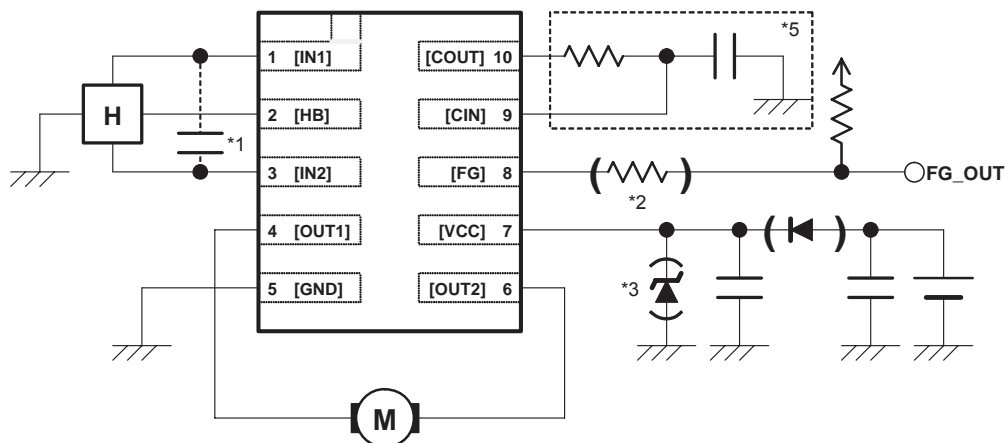 *5
1 [IN1] [COUT] 10
H 2 [HB] [CIN] 9
*1
3 [IN2] [FG] 8 FG_OUT
*2
4 [OUT1] [VCC] 7
*3
5 [GND] [OUT2] 6
M